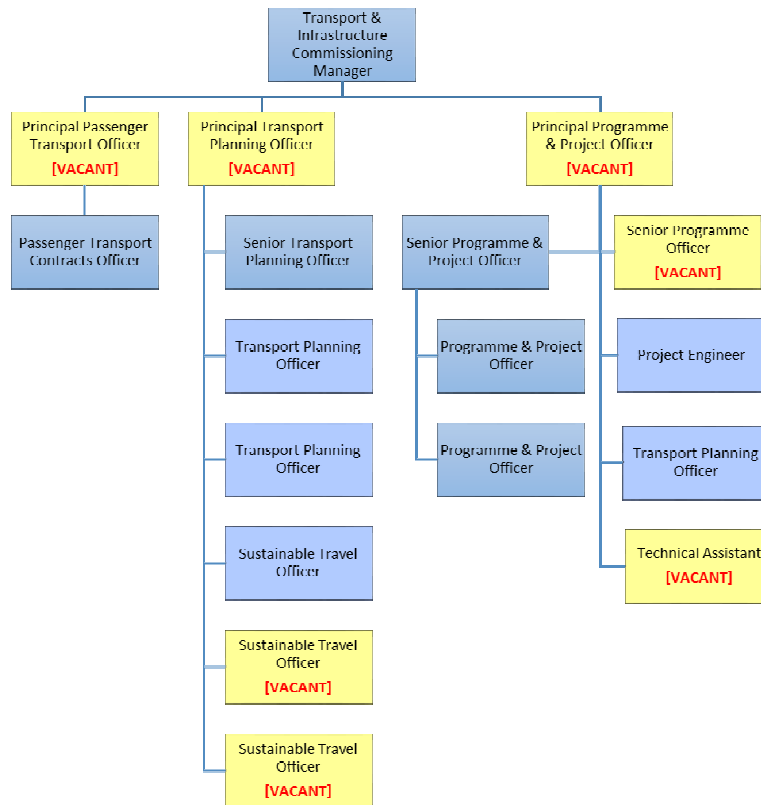 Transport &
Infrastructure
Commissioning
Manager
Principal Passenger
Transport Officer
[VACANT]
Principal Transport
Planning Officer
[VACANT]
Principal Programme
& Project Officer
[VACANT]
Passenger Transport
Contracts Officer
Senior Transport
Planning Officer
Senior Programme &
Project Officer
Senior Programme
Officer
[VACANT]
Transport Planning
Officer
Programme & Project
Officer
Project Engineer
Transport Planning
Officer
Programme & Project
Officer
Transport Planning
Officer
Sustainable Travel
Officer
Technical Assistant
[VACANT]
Sustainable Travel
Officer
[VACANT]
Sustainable Travel
Officer
[VACANT]